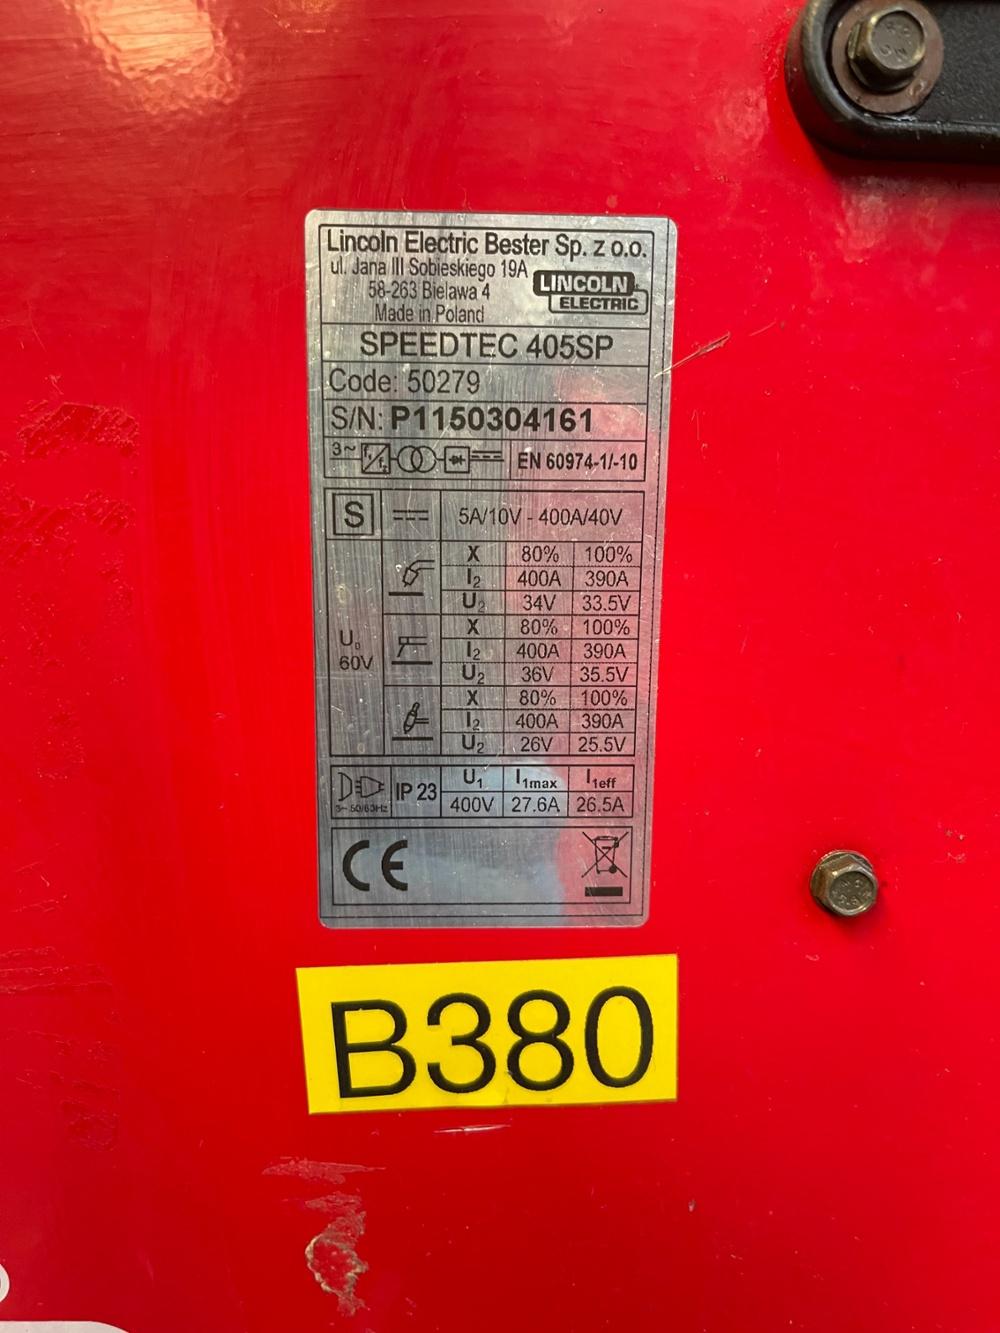 Lincoln Electric Bester Sp. z o.o.
ul. Jana III Sobieskiego 19A
58-263 Bielawa 4
Made in Poland
LINCOLN
ELECTRIC
SPEEDTEC 405SP
Code: 50279
S/N: P1150304161
3~ f₁/f₂ EN 60974-1/-10
S 5A/10V - 400A/40V
U₀
60V
X 80% 100%
I₂ 400A 390A
U₂ 34V 33.5V
X 80% 100%
I₂ 400A 390A
U₂ 36V 35.5V
X 80% 100%
I₂ 400A 390A
U₂ 26V 25.5V
3~ 50/60Hz
IP 23
U₁ I₁max I₁eff
400V 27.6A 26.5A
CE
B380